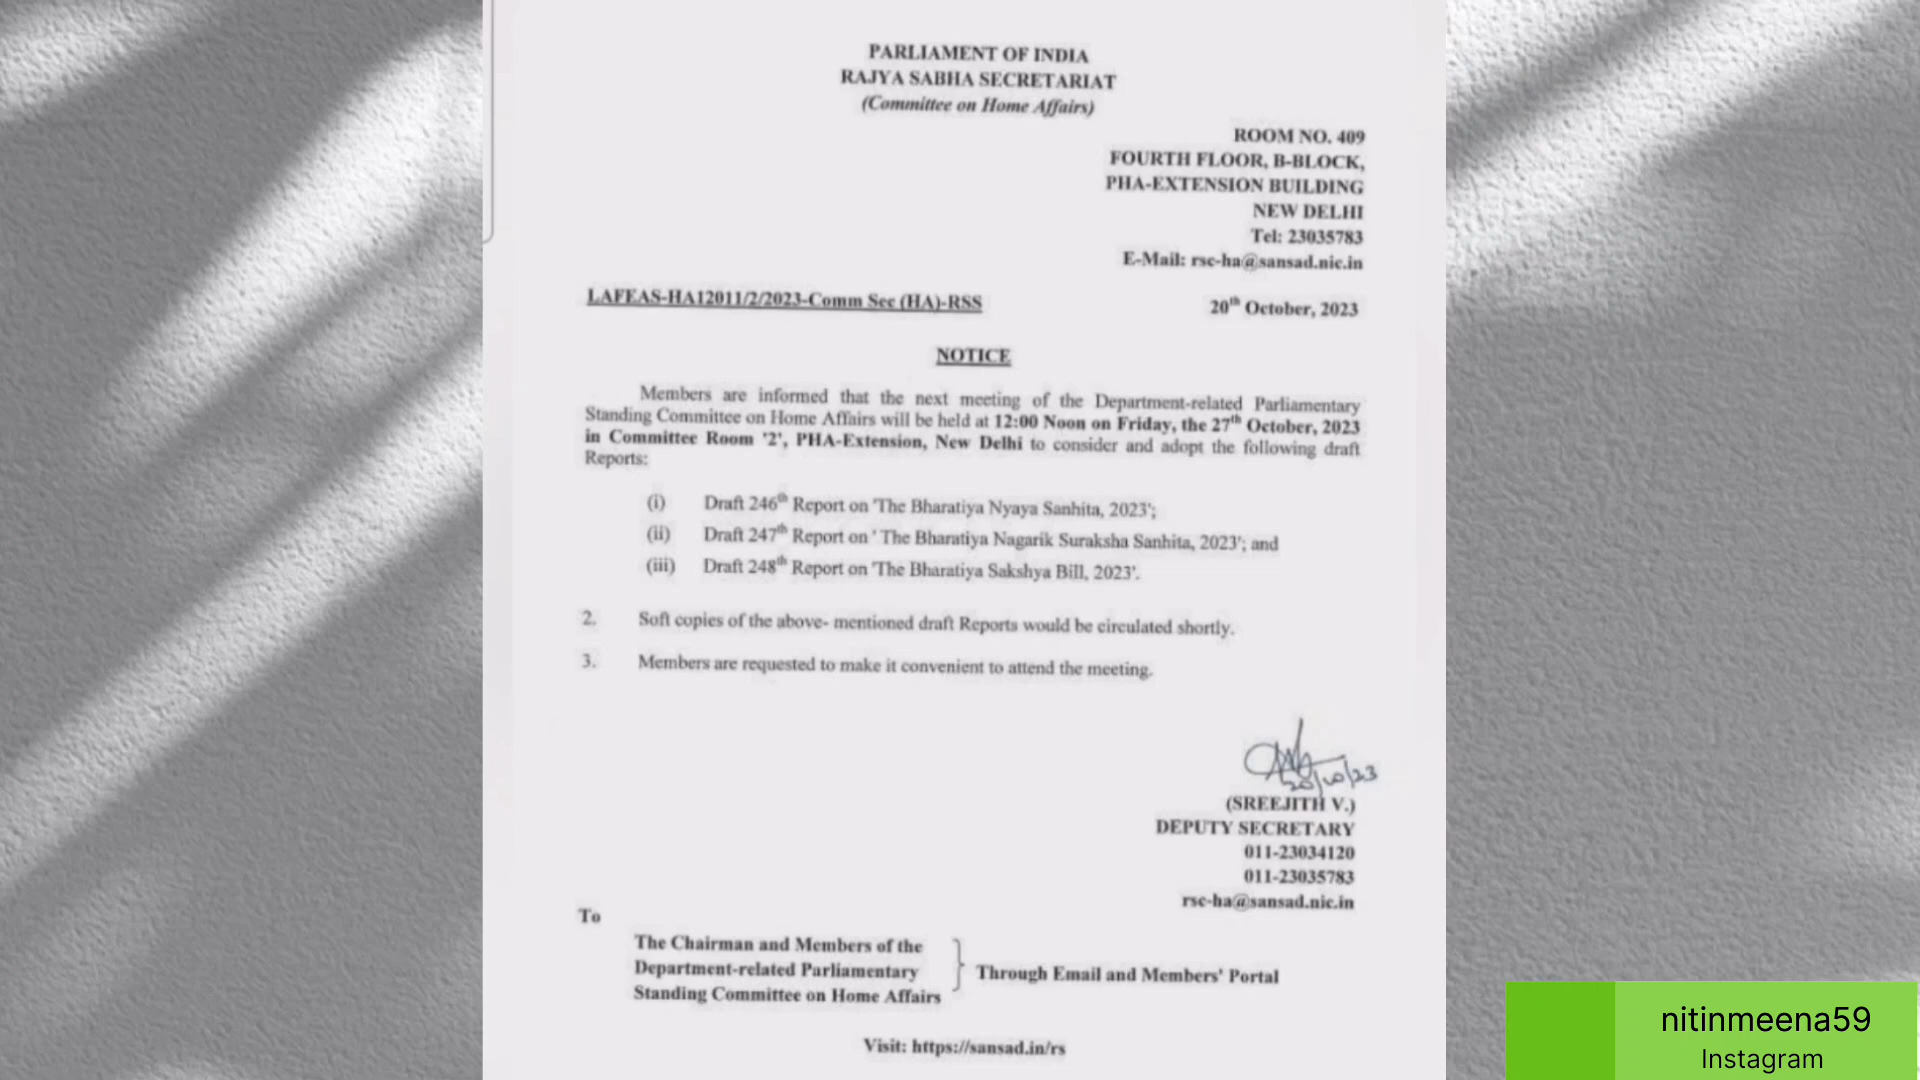 PARLIAMENT OF INDIA
RAJYA SABHA SECRETARIAT
(Committee on Home Affairs)
ROOM NO. 409
FOURTH FLOOR, B-BLOCK,
PHA-EXTENSION BUILDING
NEW DELHI
Tel: 23035783
E-Mail: rsc-ha@sansad.nic.in
LAFEAS-HA12011/2/2023-Comm Sec (HA)-RSS
20th October, 2023
NOTICE
Members are informed that the next meeting of the Department-related Parliamentary
Standing Committee on Home Affairs will be held at 12:00 Noon on Friday, the 27th October, 2023
in Committee Room '2', PHA-Extension, New Delhi to consider and adopt the following draft
Reports:
(i) Draft 246th Report on 'The Bharatiya Nyaya Sanhita, 2023';
(ii) Draft 247th Report on ' The Bharatiya Nagarik Suraksha Sanhita, 2023'; and
(iii) Draft 248th Report on 'The Bharatiya Sakshya Bill, 2023'.
2. Soft copies of the above- mentioned draft Reports would be circulated shortly.
3. Members are requested to make it convenient to attend the meeting.
20/10/23
(SREEJITH V.)
DEPUTY SECRETARY
011-23034120
011-23035783
rsc-ha@sansad.nic.in
To
The Chairman and Members of the
Department-related Parliamentary
Standing Committee on Home Affairs
Through Email and Members' Portal
Visit: https://sansad.in/rs
nitinmeena59
Instagram